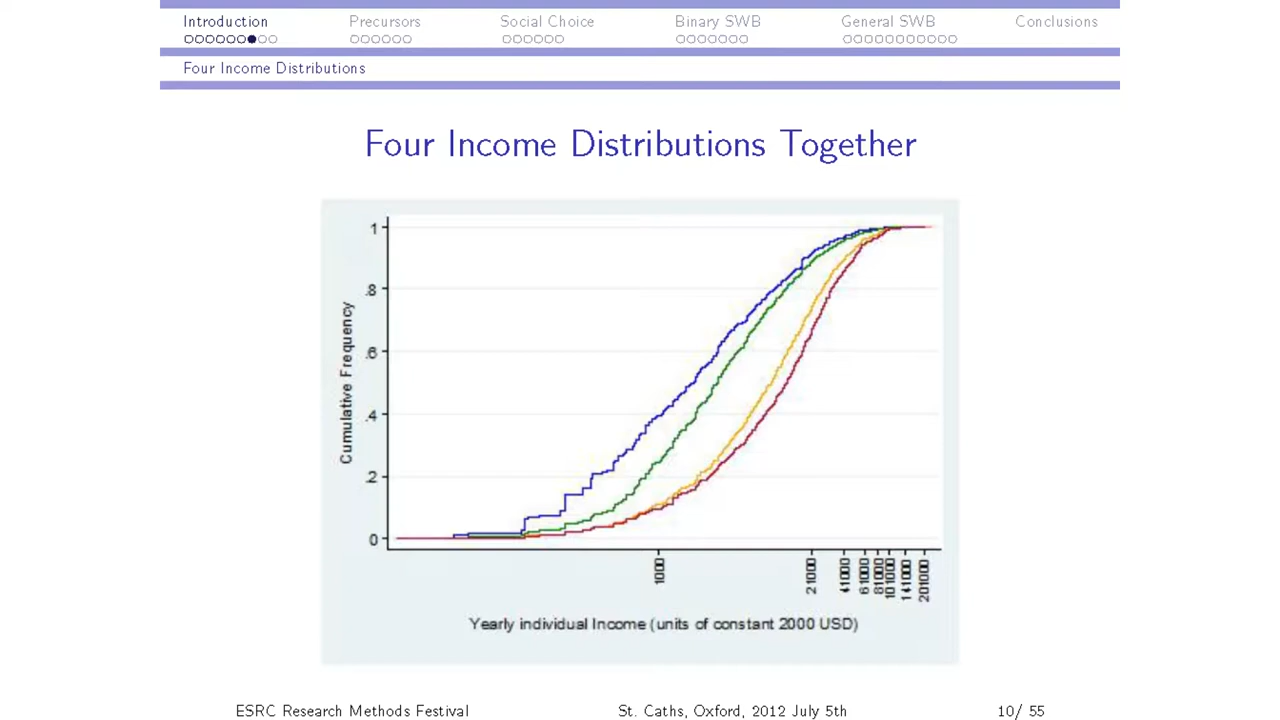 Introduction Precursors Social Choice Binary SWB General SWB Conclusions
Four Income Distributions
Four Income Distributions Together
1
.8
.6
.4
.2
0
Cumulative Frequency
1000 21000 41000 61000 81000 101000 141000 201000
Yearly individual Income (units of constant 2000 USD)
ESRC Research Methods Festival St. Caths, Oxford, 2012 July 5th 10/ 55